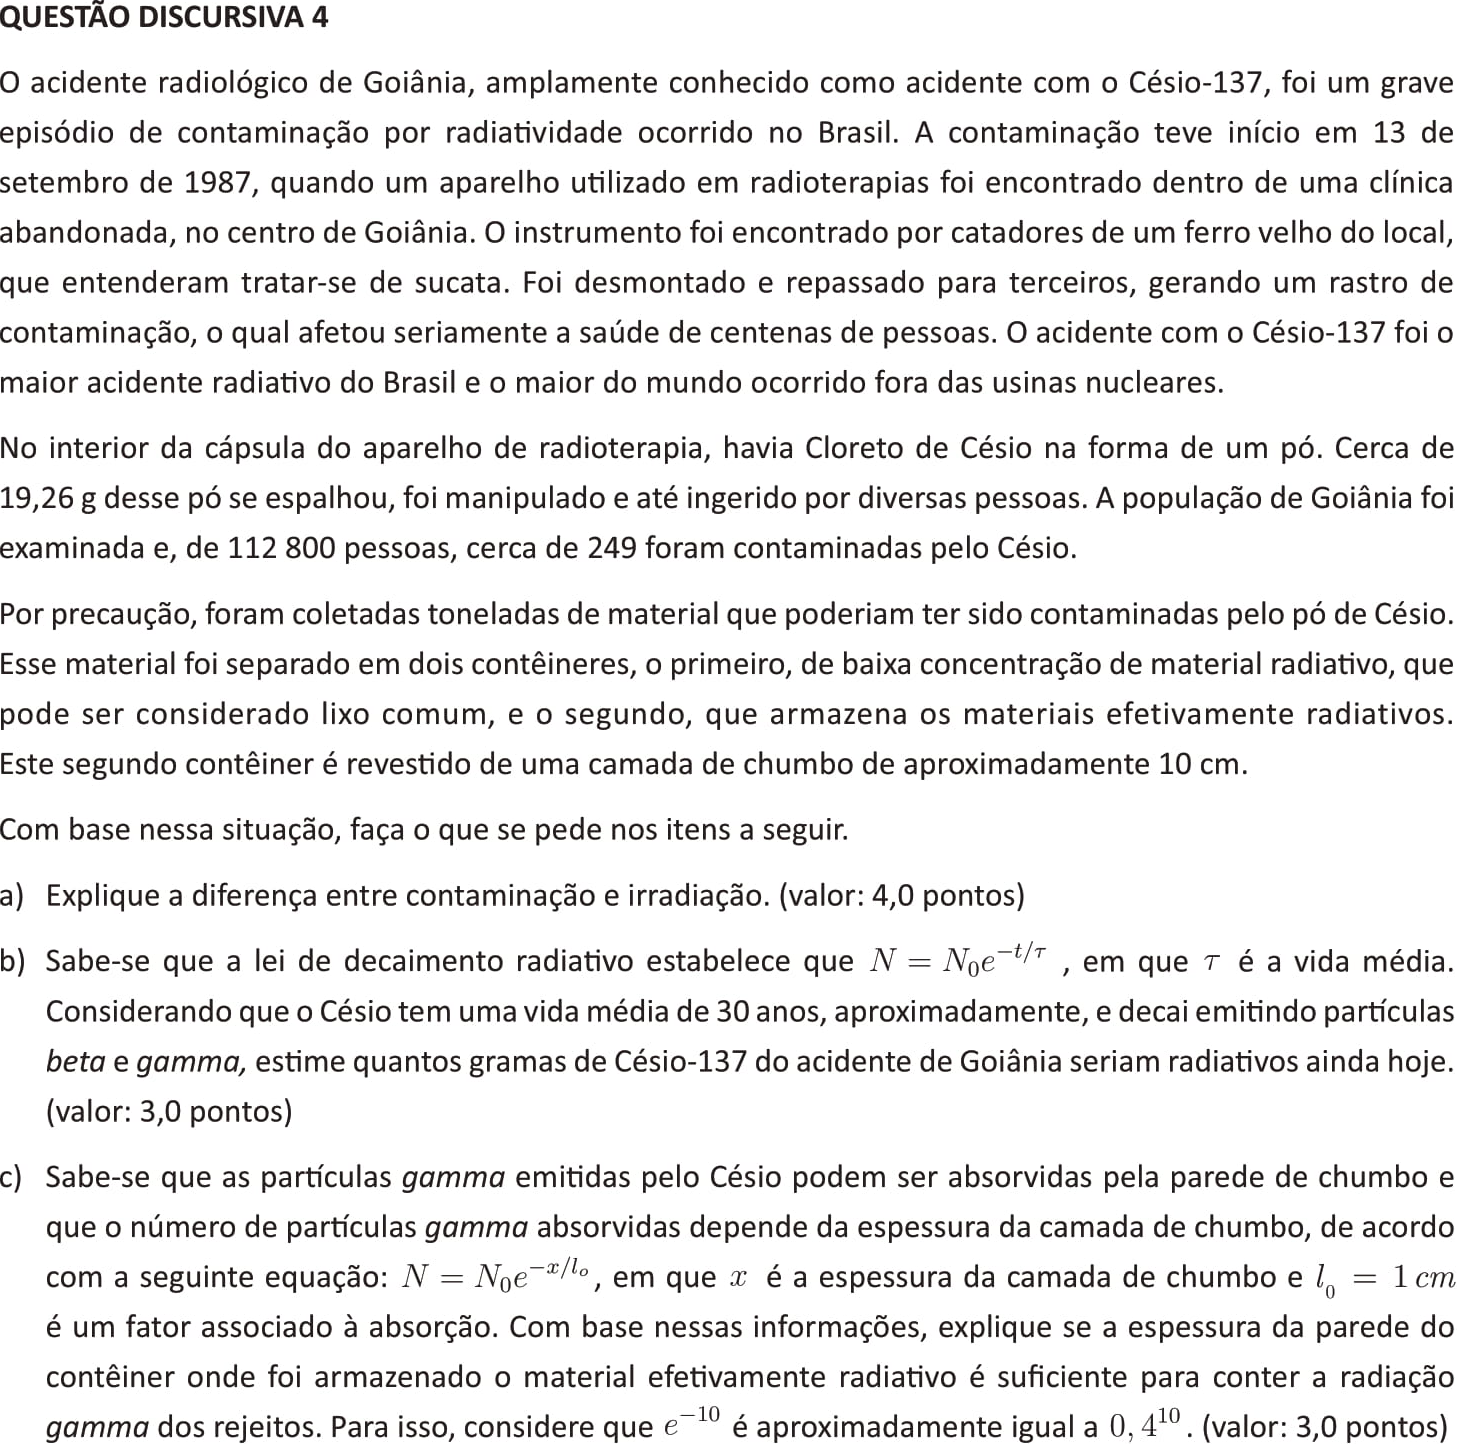 QUESTÃO DISCURSIVA 4
O acidente radiológico de Goiânia, amplamente conhecido como acidente com o Césio-137, foi um grave
episódio de contaminação por radiatividade ocorrido no Brasil. A contaminação teve início em 13 de
setembro de 1987, quando um aparelho utilizado em radioterapias foi encontrado dentro de uma clínica
abandonada, no centro de Goiânia. O instrumento foi encontrado por catadores de um ferro velho do local,
que entenderam tratar-se de sucata. Foi desmontado e repassado para terceiros, gerando um rastro de
contaminação, o qual afetou seriamente a saúde de centenas de pessoas. O acidente com o Césio-137 foi o
maior acidente radiativo do Brasil e o maior do mundo ocorrido fora das usinas nucleares.
No interior da cápsula do aparelho de radioterapia, havia Cloreto de Césio na forma de um pó. Cerca de
19,26 g desse pó se espalhou, foi manipulado e até ingerido por diversas pessoas. A população de Goiânia foi
examinada e, de 112 800 pessoas, cerca de 249 foram contaminadas pelo Césio.
Por precaução, foram coletadas toneladas de material que poderiam ter sido contaminadas pelo pó de Césio.
Esse material foi separado em dois contêineres, o primeiro, de baixa concentração de material radiativo, que
pode ser considerado lixo comum, e o segundo, que armazena os materiais efetivamente radiativos.
Este segundo contêiner é revestido de uma camada de chumbo de aproximadamente 10 cm.
Com base nessa situação, faça o que se pede nos itens a seguir.
a) Explique a diferença entre contaminação e irradiação. (valor: 4,0 pontos)
b) Sabe-se que a lei de decaimento radiativo estabelece que $N = N_0 e^{-t/\tau}$ , em que $\tau$ é a vida média.
Considerando que o Césio tem uma vida média de 30 anos, aproximadamente, e decai emitindo partículas
beta e gamma, estime quantos gramas de Césio-137 do acidente de Goiânia seriam radiativos ainda hoje.
(valor: 3,0 pontos)
c) Sabe-se que as partículas gamma emitidas pelo Césio podem ser absorvidas pela parede de chumbo e
que o número de partículas gamma absorvidas depende da espessura da camada de chumbo, de acordo
com a seguinte equação: $N = N_0 e^{-x/l_o}$, em que $x$ é a espessura da camada de chumbo e $l_0 = 1\,cm$
é um fator associado à absorção. Com base nessas informações, explique se a espessura da parede do
contêiner onde foi armazenado o material efetivamente radiativo é suficiente para conter a radiação
gamma dos rejeitos. Para isso, considere que $e^{-10}$ é aproximadamente igual a $0,4^{10}$. (valor: 3,0 pontos)